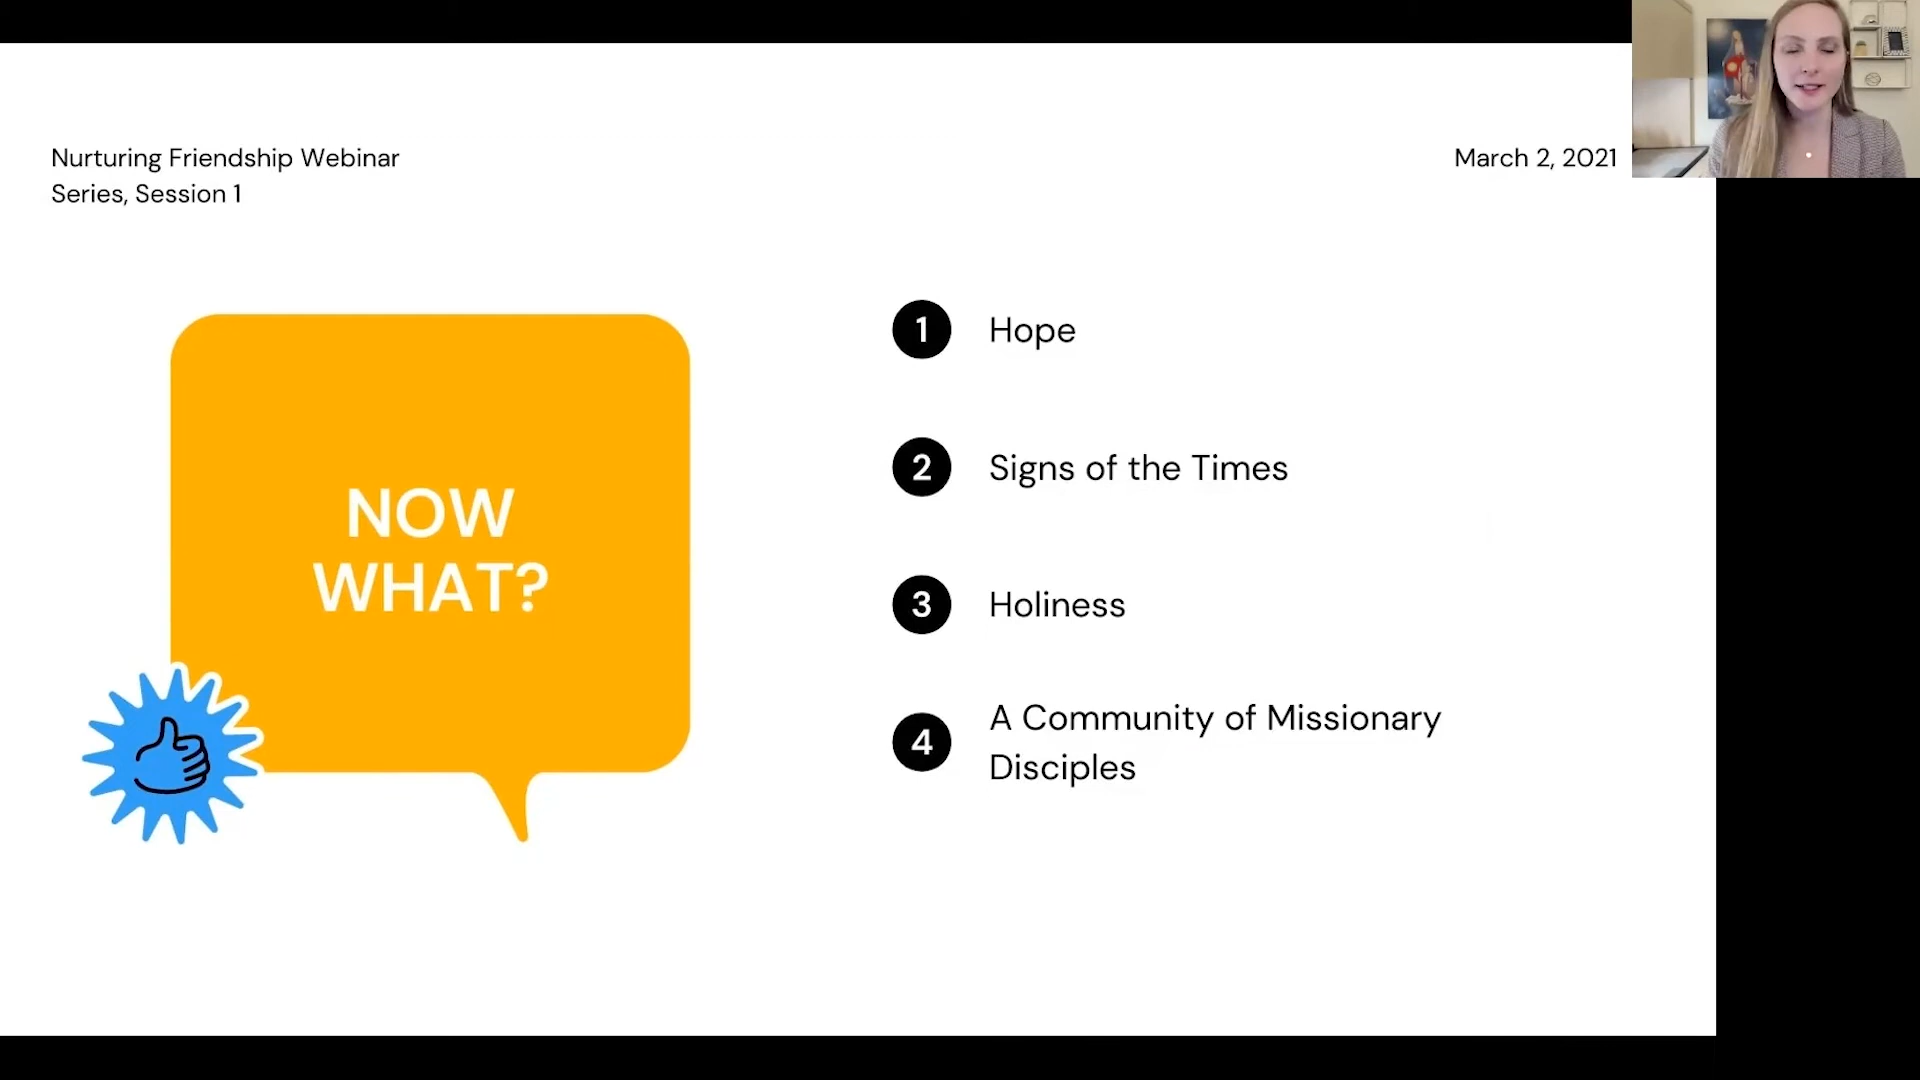 Nurturing Friendship Webinar
Series, Session 1
March 2, 2021
NOW
WHAT?
1 Hope
2 Signs of the Times
3 Holiness
4 A Community of Missionary
Disciples